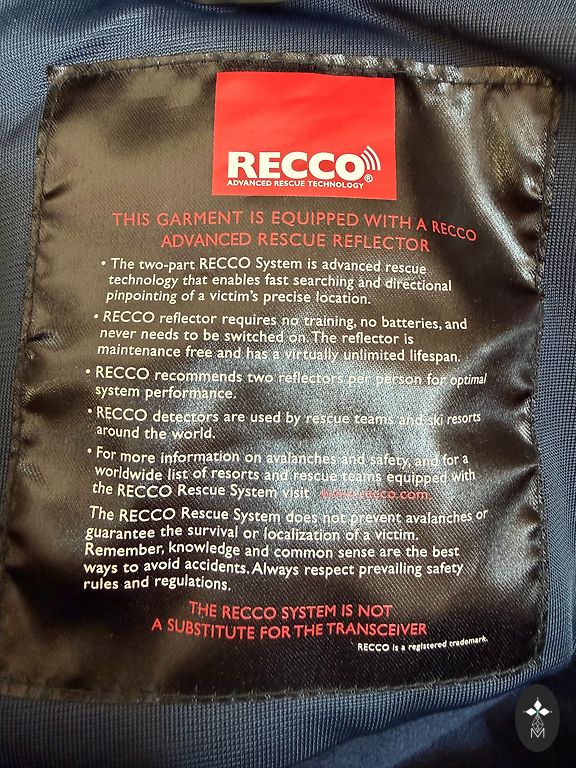 RECCO®
ADVANCED RESCUE TECHNOLOGY
THIS GARMENT IS EQUIPPED WITH A RECCO
ADVANCED RESCUE REFLECTOR
• The two-part RECCO System is advanced rescue
technology that enables fast searching and directional
pinpointing of a victim's precise location.
• RECCO reflector requires no training, no batteries, and
never needs to be switched on. The reflector is
maintenance free and has a virtually unlimited lifespan.
• RECCO recommends two reflectors per person for optimal
system performance.
• RECCO detectors are used by rescue teams and ski resorts
around the world.
• For more information on avalanches and safety, and for a
worldwide list of resorts and rescue teams equipped with
the RECCO Rescue System visit www.recco.com.
The RECCO Rescue System does not prevent avalanches or
guarantee the survival or localization of a victim.
Remember, knowledge and common sense are the best
ways to avoid accidents. Always respect prevailing safety
rules and regulations.
THE RECCO SYSTEM IS NOT
A SUBSTITUTE FOR THE TRANSCEIVER
RECCO is a registered trademark.
M